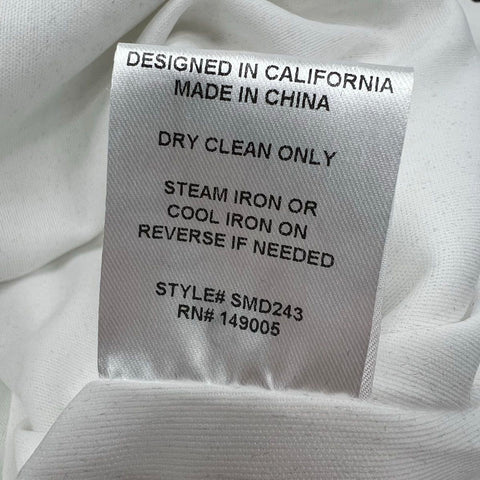 DESIGNED IN CALIFORNIA
MADE IN CHINA
DRY CLEAN ONLY
STEAM IRON OR
COOL IRON ON
REVERSE IF NEEDED
STYLE# SMD243
RN# 149005